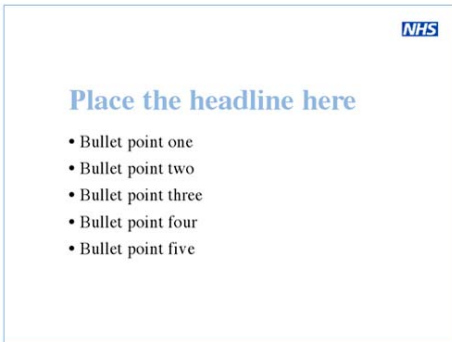 NHS
Place the headline here
• Bullet point one
• Bullet point two
• Bullet point three
• Bullet point four
• Bullet point five